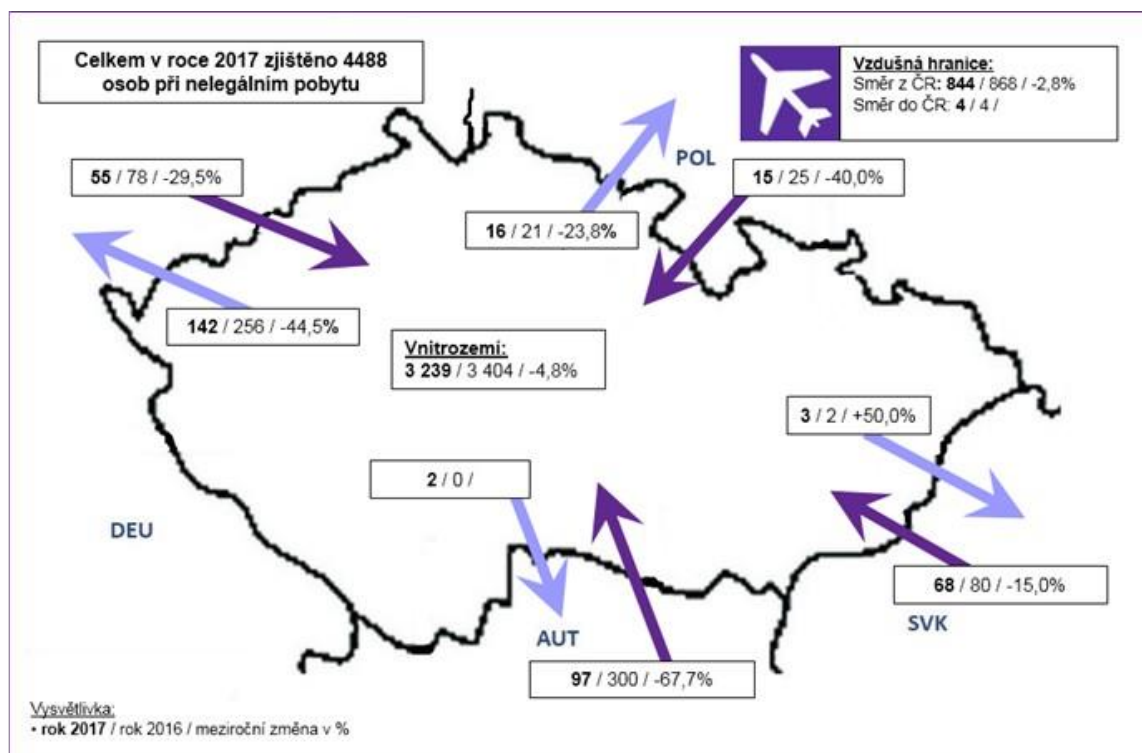 Celkem v roce 2017 zjištěno 4488
osob při nelegálním pobytu
Vzdušná hranice:
Směr z ČR: 844 / 868 / -2,8%
Směr do ČR: 4 / 4 /
POL
55 / 78 / -29,5%
15 / 25 / -40,0%
16 / 21 / -23,8%
142 / 256 / -44,5%
Vnitrozemí:
3 239 / 3 404 / -4,8%
3 / 2 / +50,0%
2 / 0 /
DEU
68 / 80 / -15,0%
SVK
AUT
97 / 300 / -67,7%
Vysvětlivka:
• rok 2017 / rok 2016 / meziroční změna v %